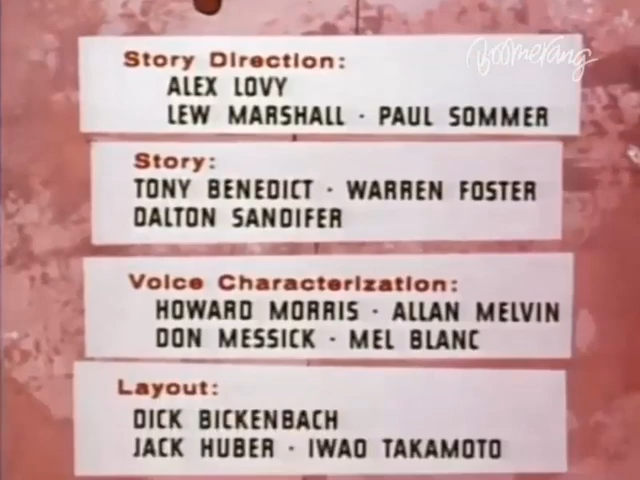 Boomerang
Story Direction:
ALEX LOVY
LEW MARSHALL · PAUL SOMMER
Story:
TONY BENEDICT · WARREN FOSTER
DALTON SANDIFER
Voice Characterization:
HOWARD MORRIS · ALLAN MELVIN
DON MESSICK · MEL BLANC
Layout:
DICK BICKENBACH
JACK HUBER · IWAO TAKAMOTO